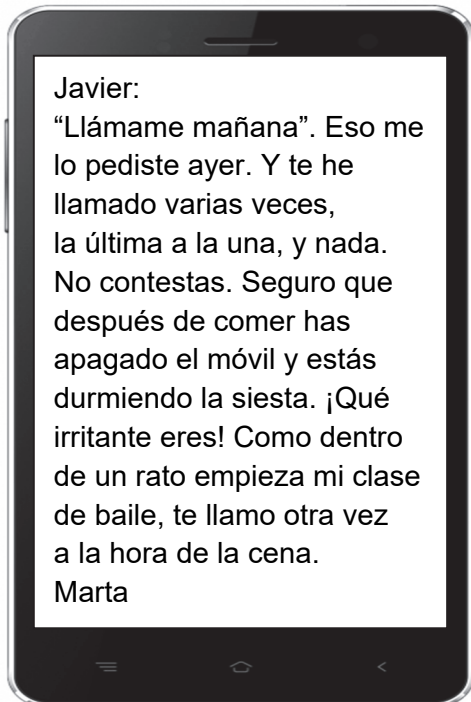 Javier:
“Llámame mañana”. Eso me
lo pediste ayer. Y te he
llamado varias veces,
la última a la una, y nada.
No contestas. Seguro que
después de comer has
apagado el móvil y estás
durmiendo la siesta. ¡Qué
irritante eres! Como dentro
de un rato empieza mi clase
de baile, te llamo otra vez
a la hora de la cena.
Marta